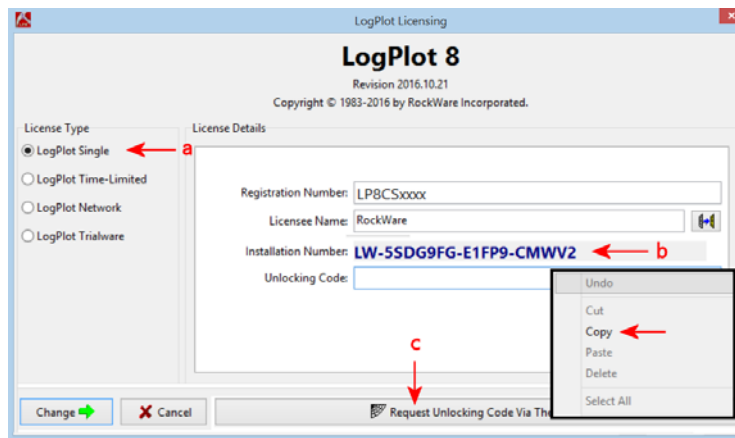 LogPlot Licensing
LogPlot 8
Revision 2016.10.21
Copyright © 1983-2016 by RockWare Incorporated.
License Type
License Details
LogPlot Single
a
LogPlot Time-Limited
LogPlot Network
LogPlot Trialware
Registration Number: LP8CSxxxx
Licensee Name: RockWare
Installation Number: LW-5SDG9FG-E1FP9-CMWV2
b
Unlocking Code:
Undo
Cut
Copy
Paste
Delete
Select All
c
Change
Cancel
Request Unlocking Code Via The